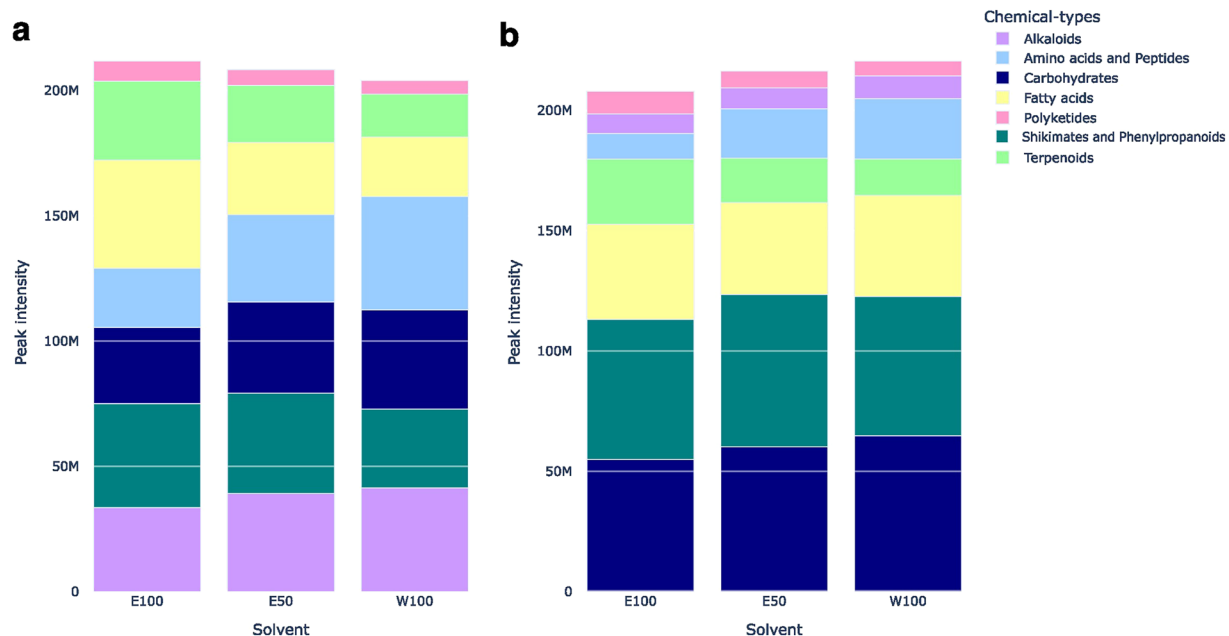 a
200M
150M
100M
50M
0
Peak intensity
E100
E50
W100
Solvent
b
200M
150M
100M
50M
0
Peak intensity
E100
E50
W100
Solvent
Chemical-types
Alkaloids
Amino acids and Peptides
Carbohydrates
Fatty acids
Polyketides
Shikimates and Phenylpropanoids
Terpenoids